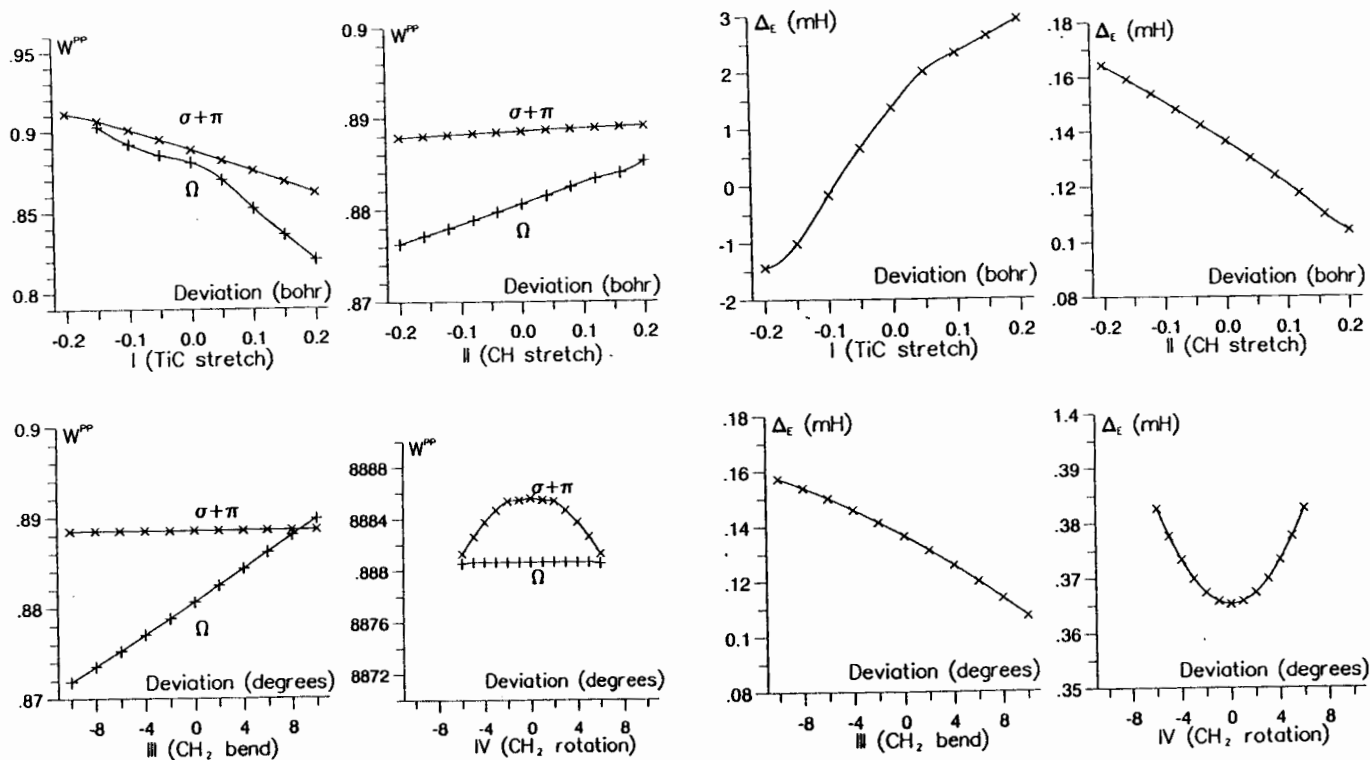 W^PP
.95
0.9
.85
0.8
σ+π
Ω
Deviation (bohr)
-0.2 -0.1 0.0 0.1 0.2
I (TiC stretch)
W^PP
0.9
.89
.88
.87
σ+π
Ω
Deviation (bohr)
-0.2 -0.1 0.0 0.1 0.2
II (CH stretch)
Δ_E (mH)
3
2
1
0
-1
-2
Deviation (bohr)
-0.2 -0.1 0.0 0.1 0.2
I (TiC stretch)
Δ_E (mH)
.18
.16
.14
.12
0.1
.08
Deviation (bohr)
-0.2 -0.1 0.0 0.1 0.2
II (CH stretch)
W^PP
0.9
.89
.88
.87
σ+π
Ω
Deviation (degrees)
-8 -4 0 4 8
III (CH₂ bend)
W^PP
.8888
.8884
.888
.8876
.8872
σ+π
Ω
Deviation (degrees)
-8 -4 0 4 8
IV (CH₂ rotation)
Δ_E (mH)
.18
.16
.14
.12
0.1
.08
Deviation (degrees)
-8 -4 0 4 8
III (CH₂ bend)
Δ_E (mH)
1.4
.39
.38
.37
.36
.35
Deviation (degrees)
-8 -4 0 4 8
IV (CH₂ rotation)